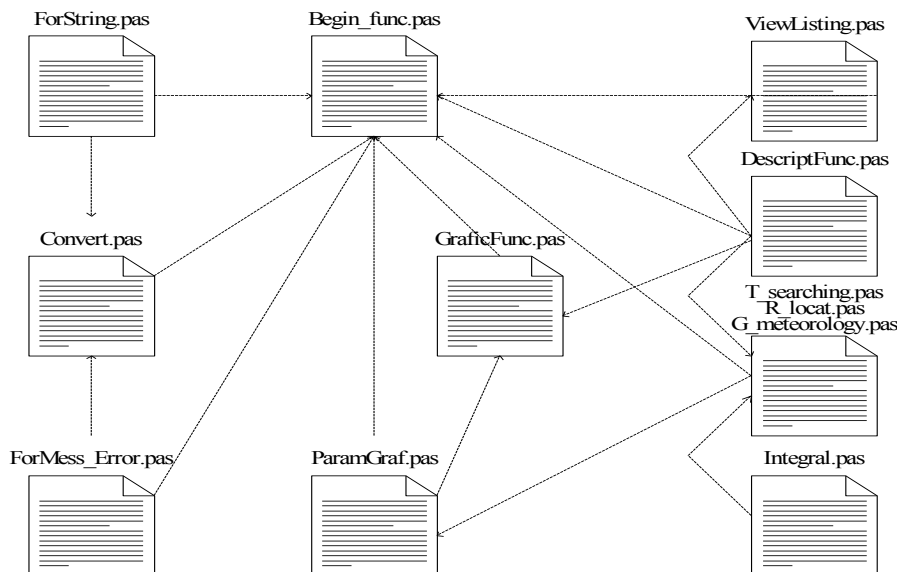 ForString.pas
Begin_func.pas
ViewListing.pas
DescriptFunc.pas
Convert.pas
GraficFunc.pas
T_searching.pas
R_locat.pas
G_meteorology.pas
ForMess_Error.pas
ParamGraf.pas
Integral.pas